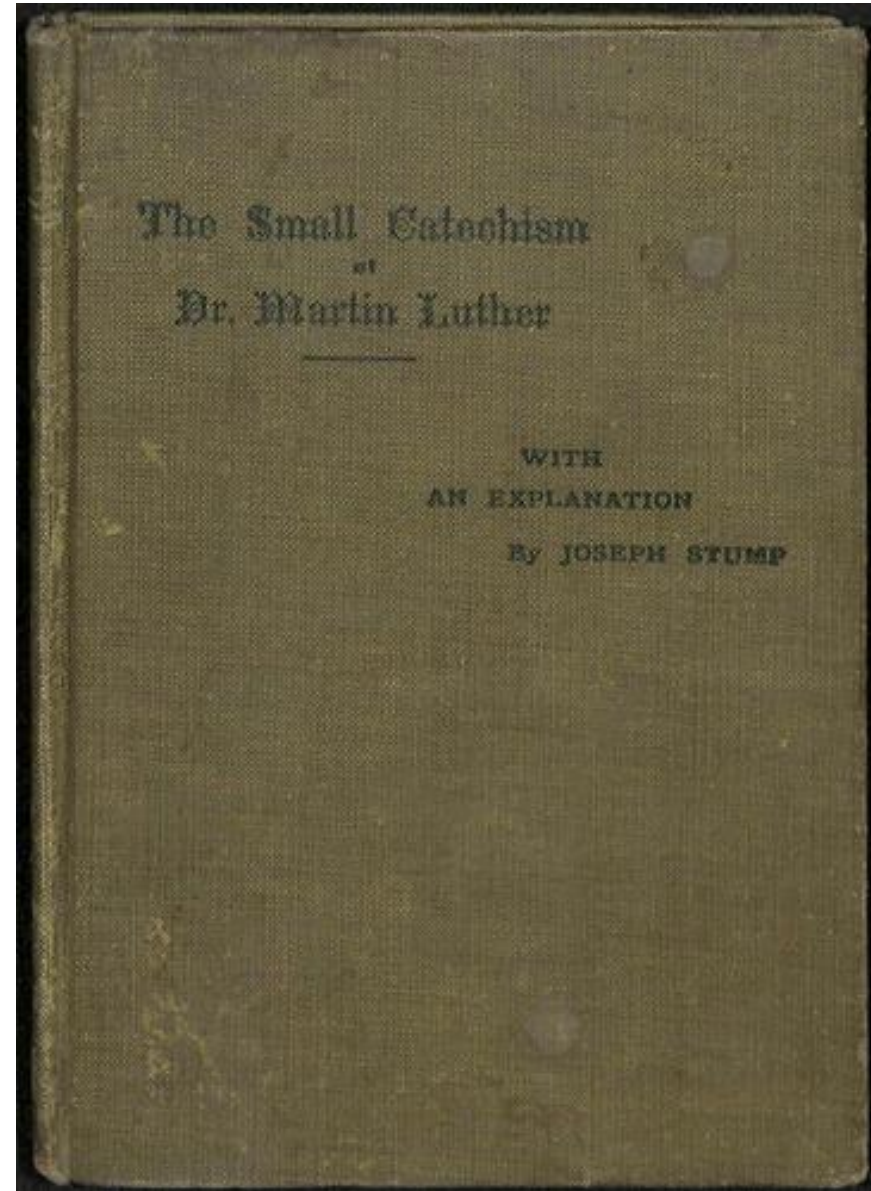 The Small Catechism
of
Dr. Martin Luther
WITH
AN EXPLANATION
By JOSEPH STUMP